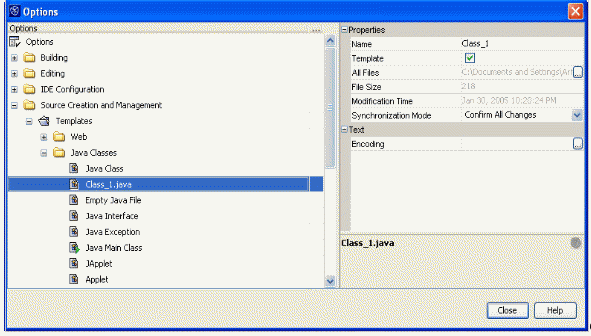 Options
Options ...
Options
Building
Editing
IDE Configuration
Source Creation and Management
Templates
Web
Java Classes
Java Class
Class_1.java
Empty Java File
Java Interface
Java Exception
Java Main Class
JApplet
Applet
Properties
Name Class_1
Template
All Files C:\Documents and Settings\Ar ...
File Size 218
Modification Time Jan 30, 2005 10:20:24 PM
Synchronization Mode Confirm All Changes
Text
Encoding ...
Class_1.java
Close Help